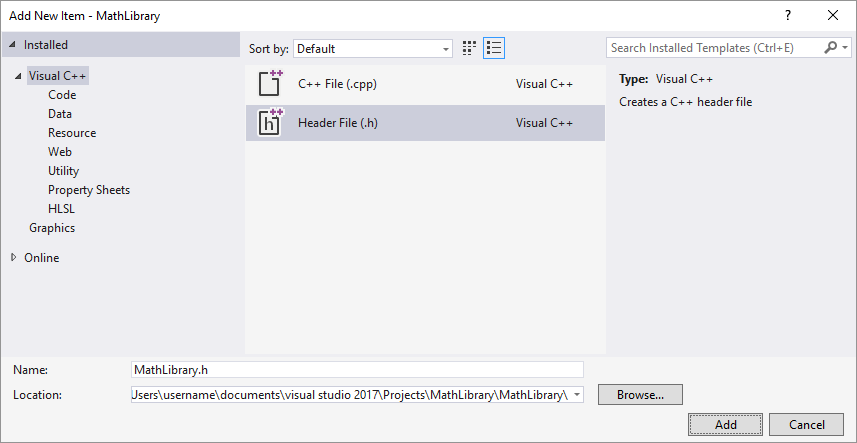 Add New Item - MathLibrary
?
Installed
Sort by:
Default
Search Installed Templates (Ctrl+E)
Visual C++
Code
Data
Resource
Web
Utility
Property Sheets
HLSL
Graphics
Online
C++ File (.cpp) Visual C++
h Header File (.h) Visual C++
Type: Visual C++
Creates a C++ header file
Name: MathLibrary.h
Location: Users\username\documents\visual studio 2017\Projects\MathLibrary\MathLibrary\
Browse...
Add Cancel